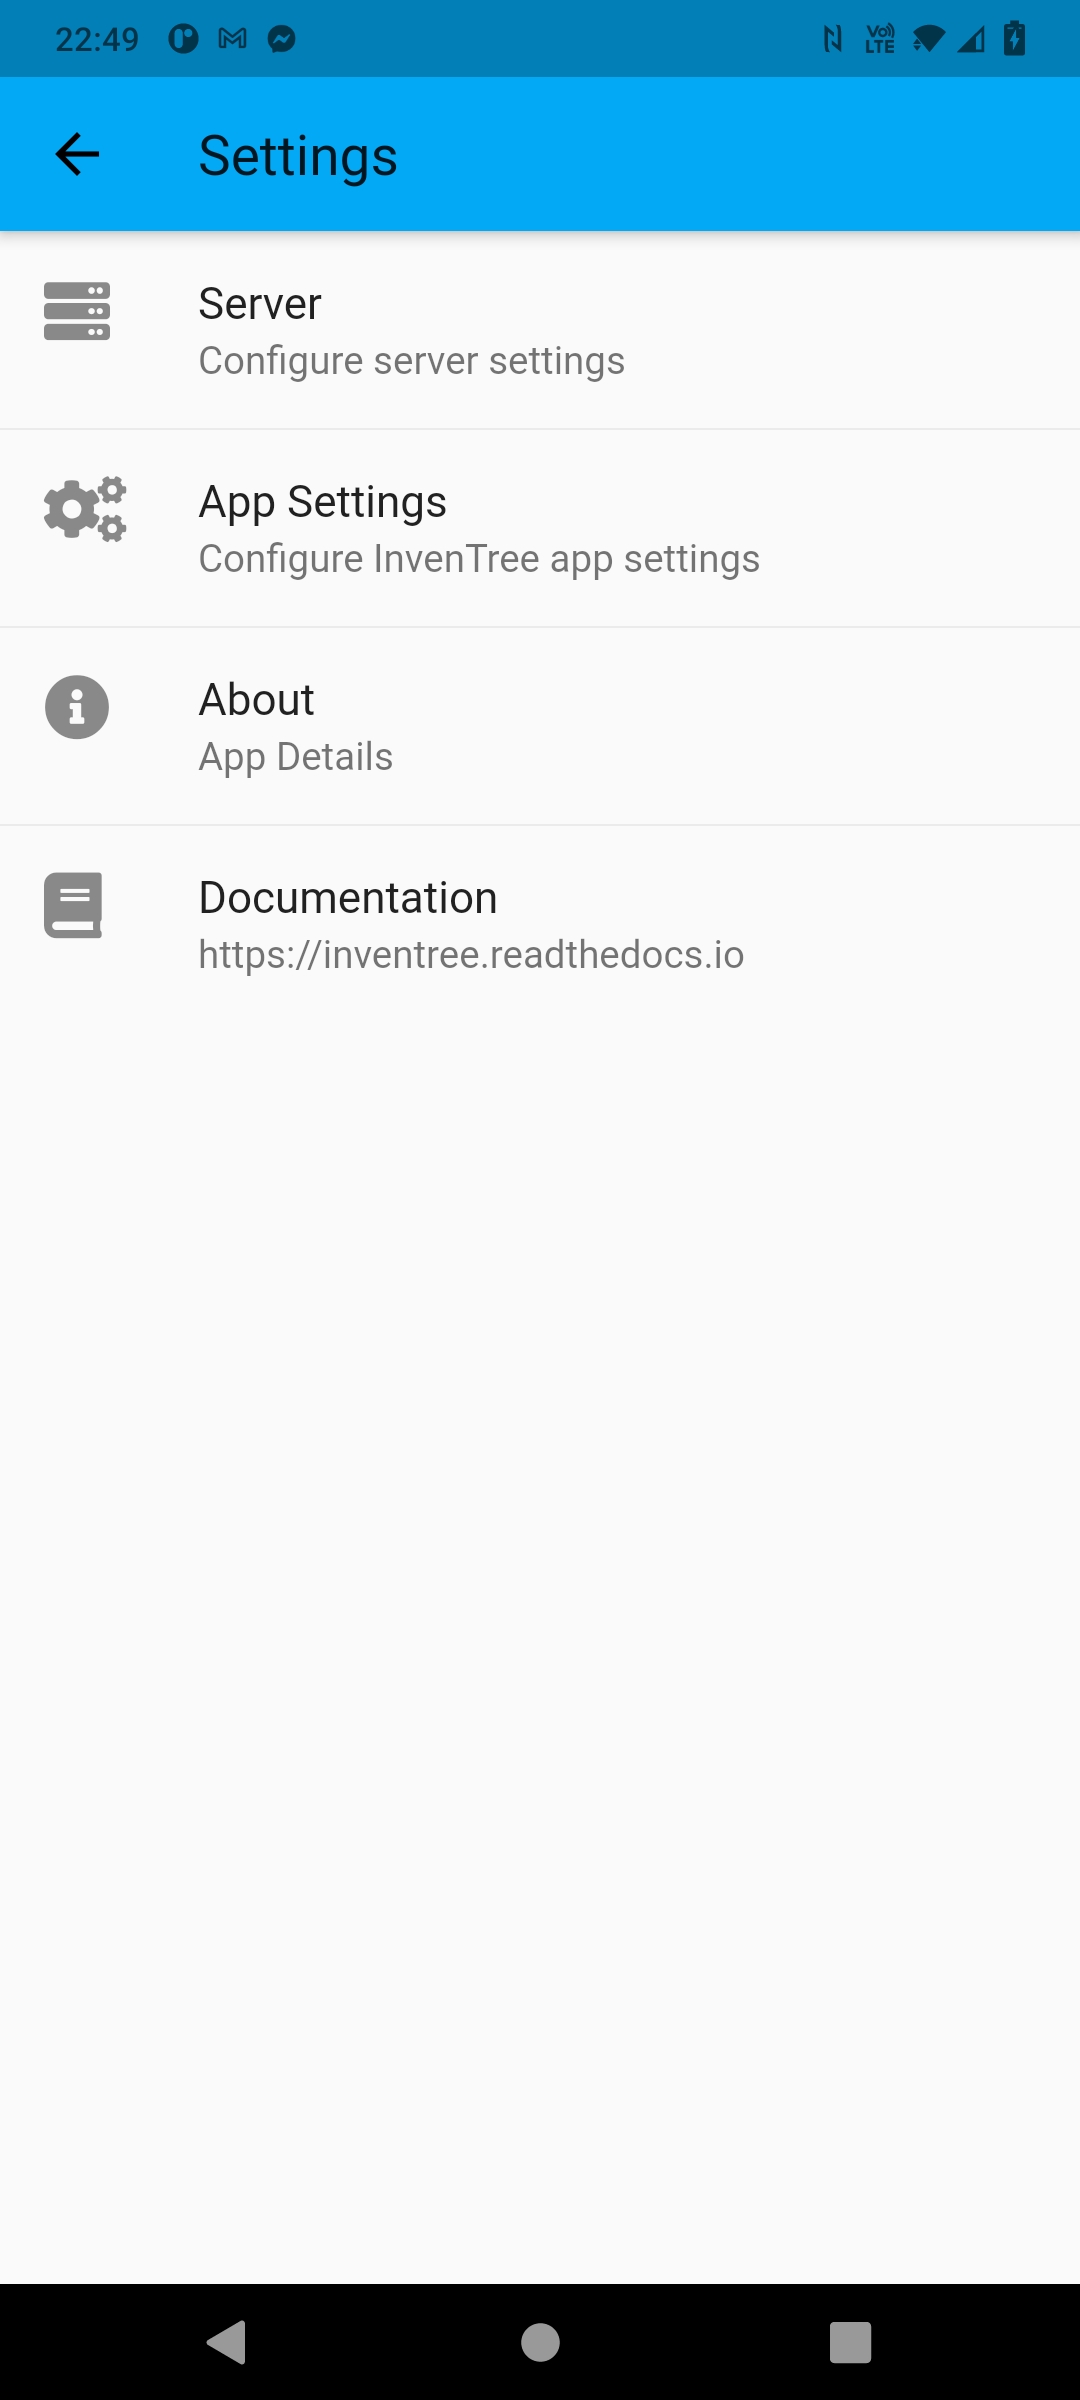 22:49
Vo LTE
Settings
Server
Configure server settings
App Settings
Configure InvenTree app settings
About
App Details
Documentation
https://inventree.readthedocs.io